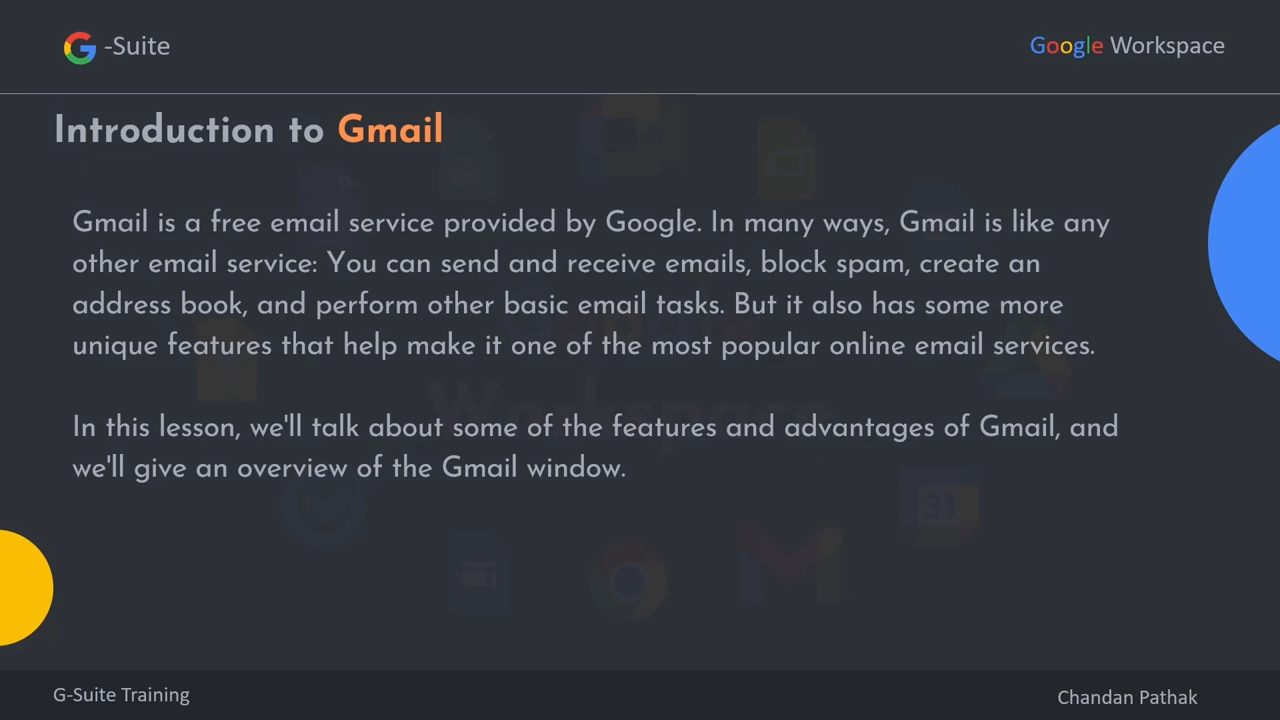 G -Suite
Google Workspace
Introduction to Gmail
Gmail is a free email service provided by Google. In many ways, Gmail is like any
other email service: You can send and receive emails, block spam, create an
address book, and perform other basic email tasks. But it also has some more
unique features that help make it one of the most popular online email services.
Workspace
In this lesson, we'll talk about some of the features and advantages of Gmail, and
we'll give an overview of the Gmail window.
31
G-Suite Training
Chandan Pathak